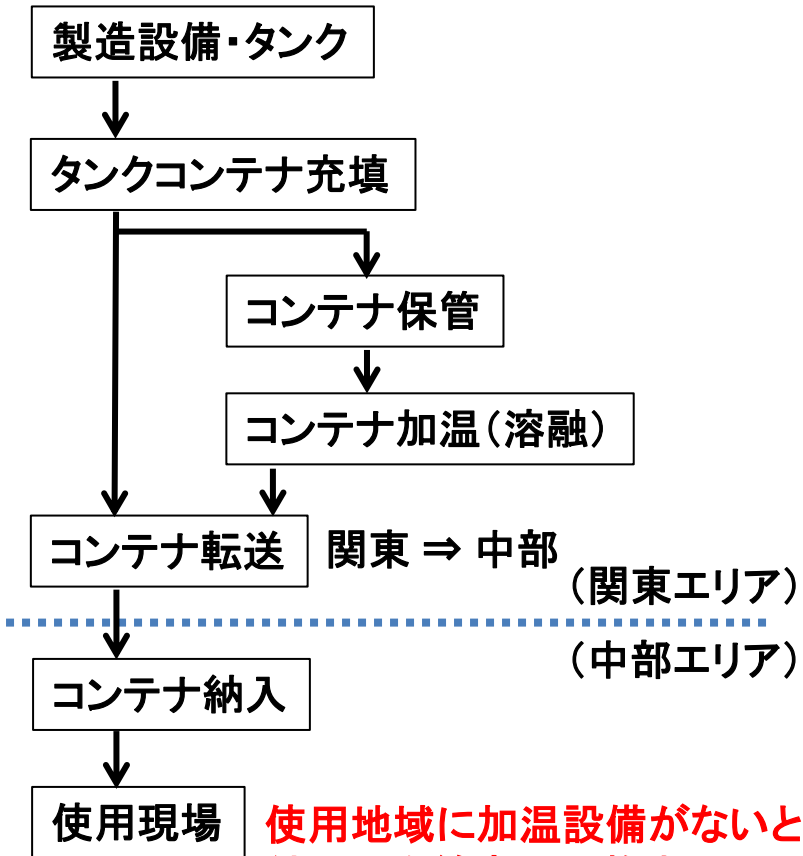 製造設備・タンク
タンクコンテナ充填
コンテナ保管
コンテナ加温（溶融）
コンテナ転送 関東 ⇒ 中部
（関東エリア）
（中部エリア）
コンテナ納入
使用現場 使用地域に加温設備がないと